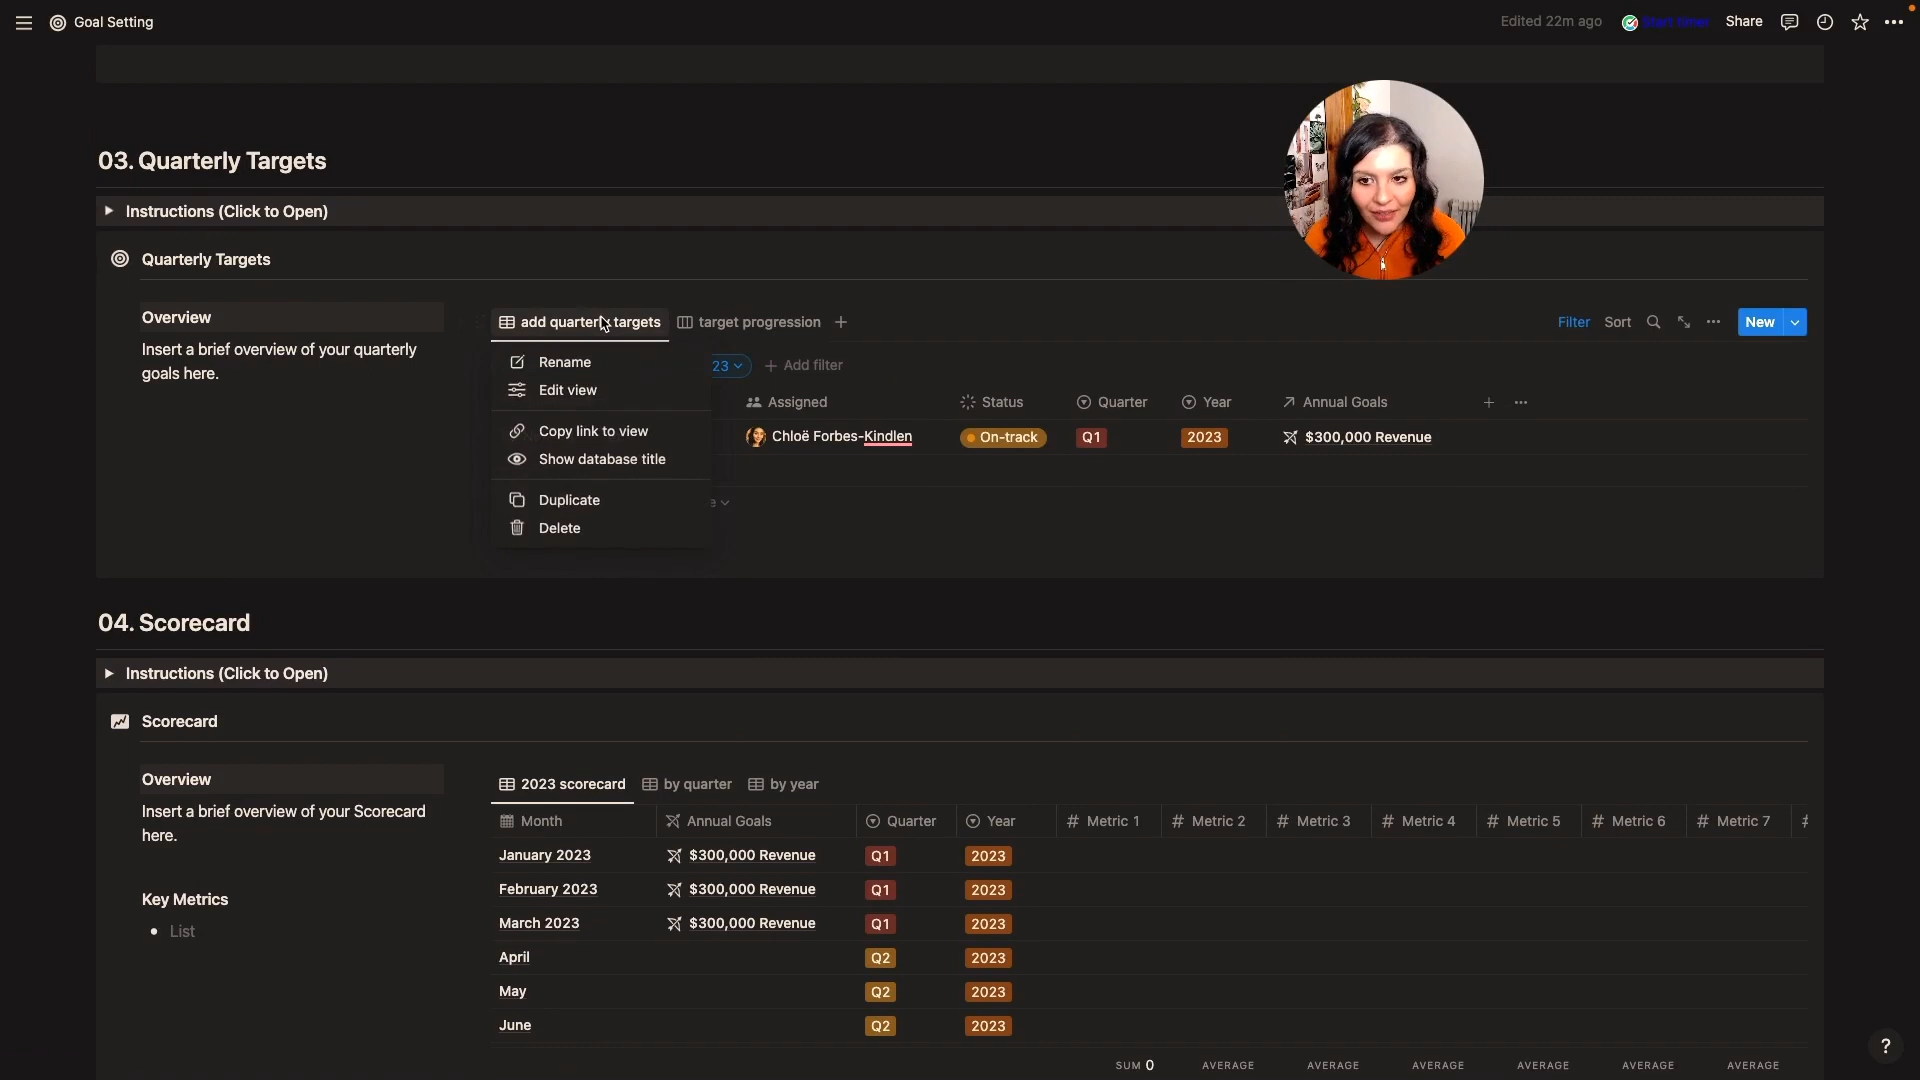 Goal Setting
Edited 22m ago
Start timer
Share
03. Quarterly Targets
Instructions (Click to Open)
Quarterly Targets
Overview
Insert a brief overview of your quarterly
goals here.
add quarterly targets
target progression
Filter
Sort
New
Rename
Edit view
Copy link to view
Show database title
Duplicate
Delete
23
Add filter
Assigned
Status
Quarter
Year
Annual Goals
Chloë Forbes-Kindlen
On-track
Q1
2023
$300,000 Revenue
e
04. Scorecard
Instructions (Click to Open)
Scorecard
Overview
Insert a brief overview of your Scorecard
here.
Key Metrics
• List
2023 scorecard
by quarter
by year
Month Annual Goals Quarter Year # Metric 1 # Metric 2 # Metric 3 # Metric 4 # Metric 5 # Metric 6 # Metric 7 #
January 2023 $300,000 Revenue Q1 2023
February 2023 $300,000 Revenue Q1 2023
March 2023 $300,000 Revenue Q1 2023
April Q2 2023
May Q2 2023
June Q2 2023
SUM 0 AVERAGE AVERAGE AVERAGE AVERAGE AVERAGE AVERAGE
?